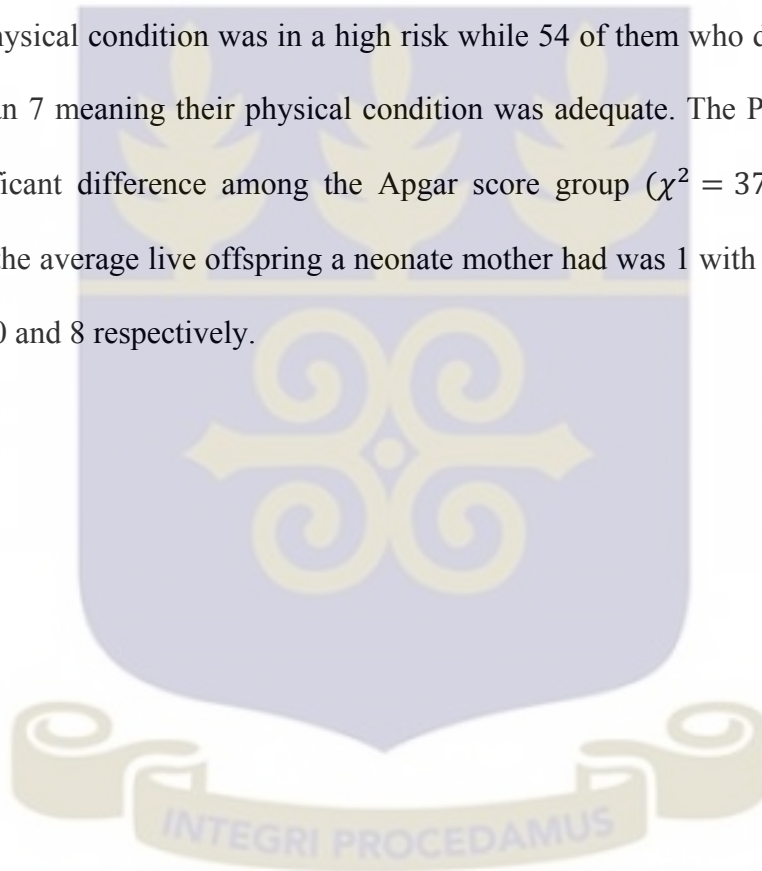 physical condition was in a high risk while 54 of them who
an 7 meaning their physical condition was adequate. The
ficant difference among the Apgar score group (χ² = 37
the average live offspring a neonate mother had was 1 with
0 and 8 respectively.
INTEGRI PROCEDAMUS